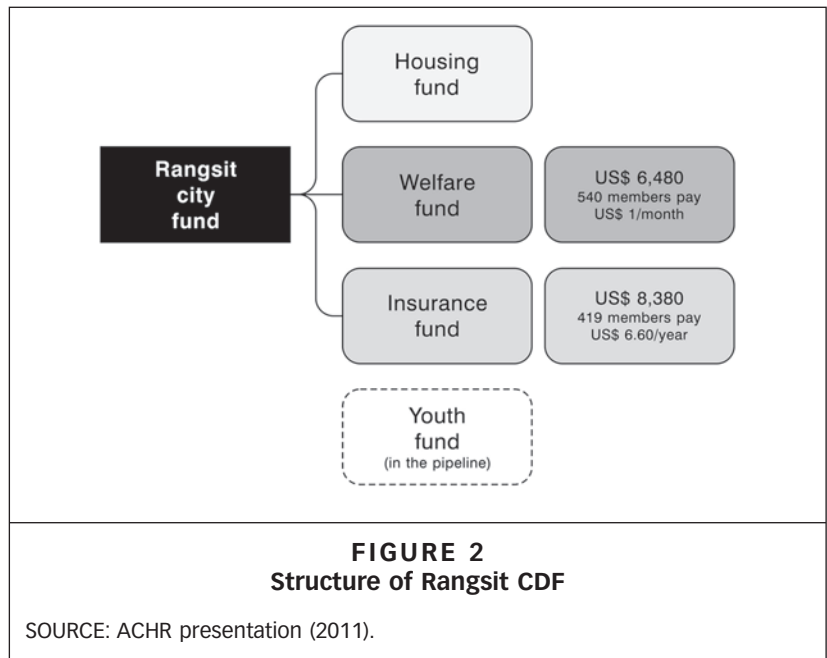 Housing
fund
Rangsit
city
fund
Welfare
fund
US$ 6,480
540 members pay
US$ 1/month
Insurance
fund
US$ 8,380
419 members pay
US$ 6.60/year
Youth
fund
(in the pipeline)
FIGURE 2
Structure of Rangsit CDF
SOURCE: ACHR presentation (2011).